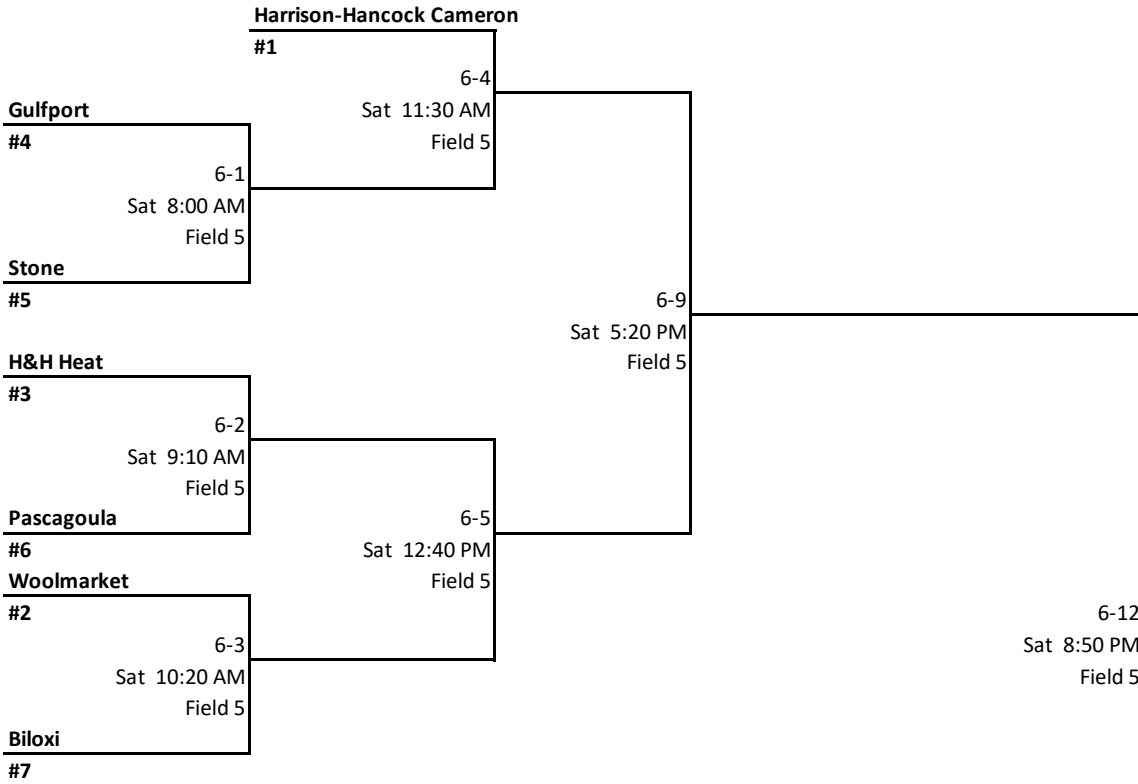 Harrison-Hancock Cameron
#1
6-4
Gulfport
Sat 11:30 AM
#4
Field 5
6-1
Sat 8:00 AM
Field 5
Stone
#5
6-9
Sat 5:20 PM
H&H Heat
Field 5
#3
6-2
Sat 9:10 AM
Field 5
Pascagoula
6-5
#6
Sat 12:40 PM
Woolmarket
Field 5
#2
6-12
6-3
Sat 8:50 PM
Sat 10:20 AM
Field 5
Field 5
Biloxi
#7